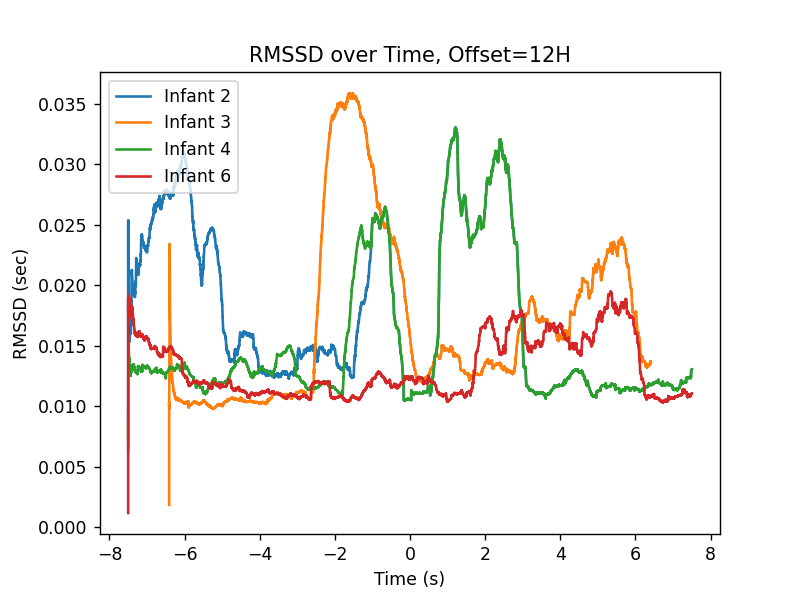 RMSSD over Time, Offset=12H
Infant 2
Infant 3
Infant 4
Infant 6
RMSSD (sec)
0.035
0.030
0.025
0.020
0.015
0.010
0.005
0.000
−8 −6 −4 −2 0 2 4 6 8
Time (s)